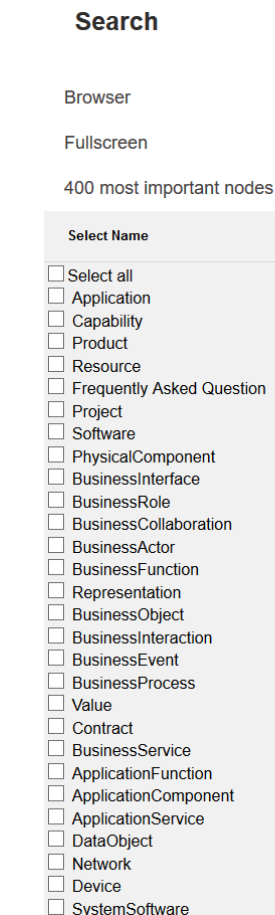 Search
Browser
Fullscreen
400 most important nodes
Select Name
Select all
Application
Capability
Product
Resource
Frequently Asked Question
Project
Software
PhysicalComponent
BusinessInterface
BusinessRole
BusinessCollaboration
BusinessActor
BusinessFunction
Representation
BusinessObject
BusinessInteraction
BusinessEvent
BusinessProcess
Value
Contract
BusinessService
ApplicationFunction
ApplicationComponent
ApplicationService
DataObject
Network
Device
SystemSoftware